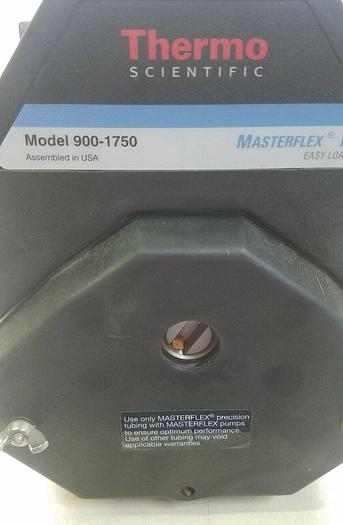 Thermo
SCIENTIFIC
Model 900-1750
Assembled in USA
MASTERFLEX®
EASY-LOA
Use only MASTERFLEX® precision
tubing with MASTERFLEX pumps
to ensure optimum performance.
Use of other tubing may void
applicable warranties.